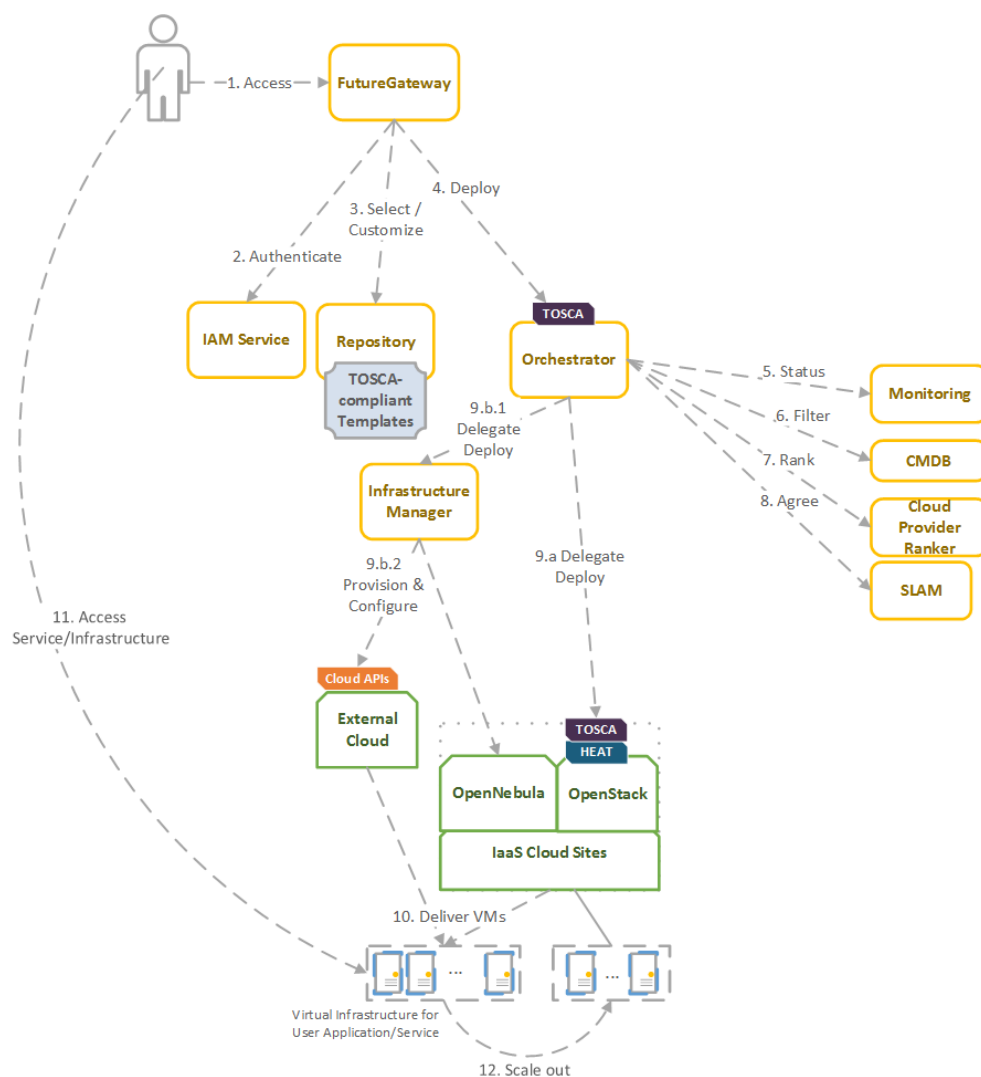 1. Access
FutureGateway
4. Deploy
3. Select /
Customize
2. Authenticate
IAM Service
Repository
TOSCA-
compliant
Templates
TOSCA
Orchestrator
5. Status
Monitoring
6. Filter
CMDB
7. Rank
Cloud
Provider
Ranker
8. Agree
SLAM
9.b.1
Delegate
Deploy
Infrastructure
Manager
9.b.2
Provision &
Configure
9.a Delegate
Deploy
11. Access
Service/Infrastructure
Cloud APIs
External
Cloud
TOSCA
HEAT
OpenNebula
OpenStack
IaaS Cloud Sites
10. Deliver VMs
...
...
Virtual Infrastructure for
User Application/Service
12. Scale out